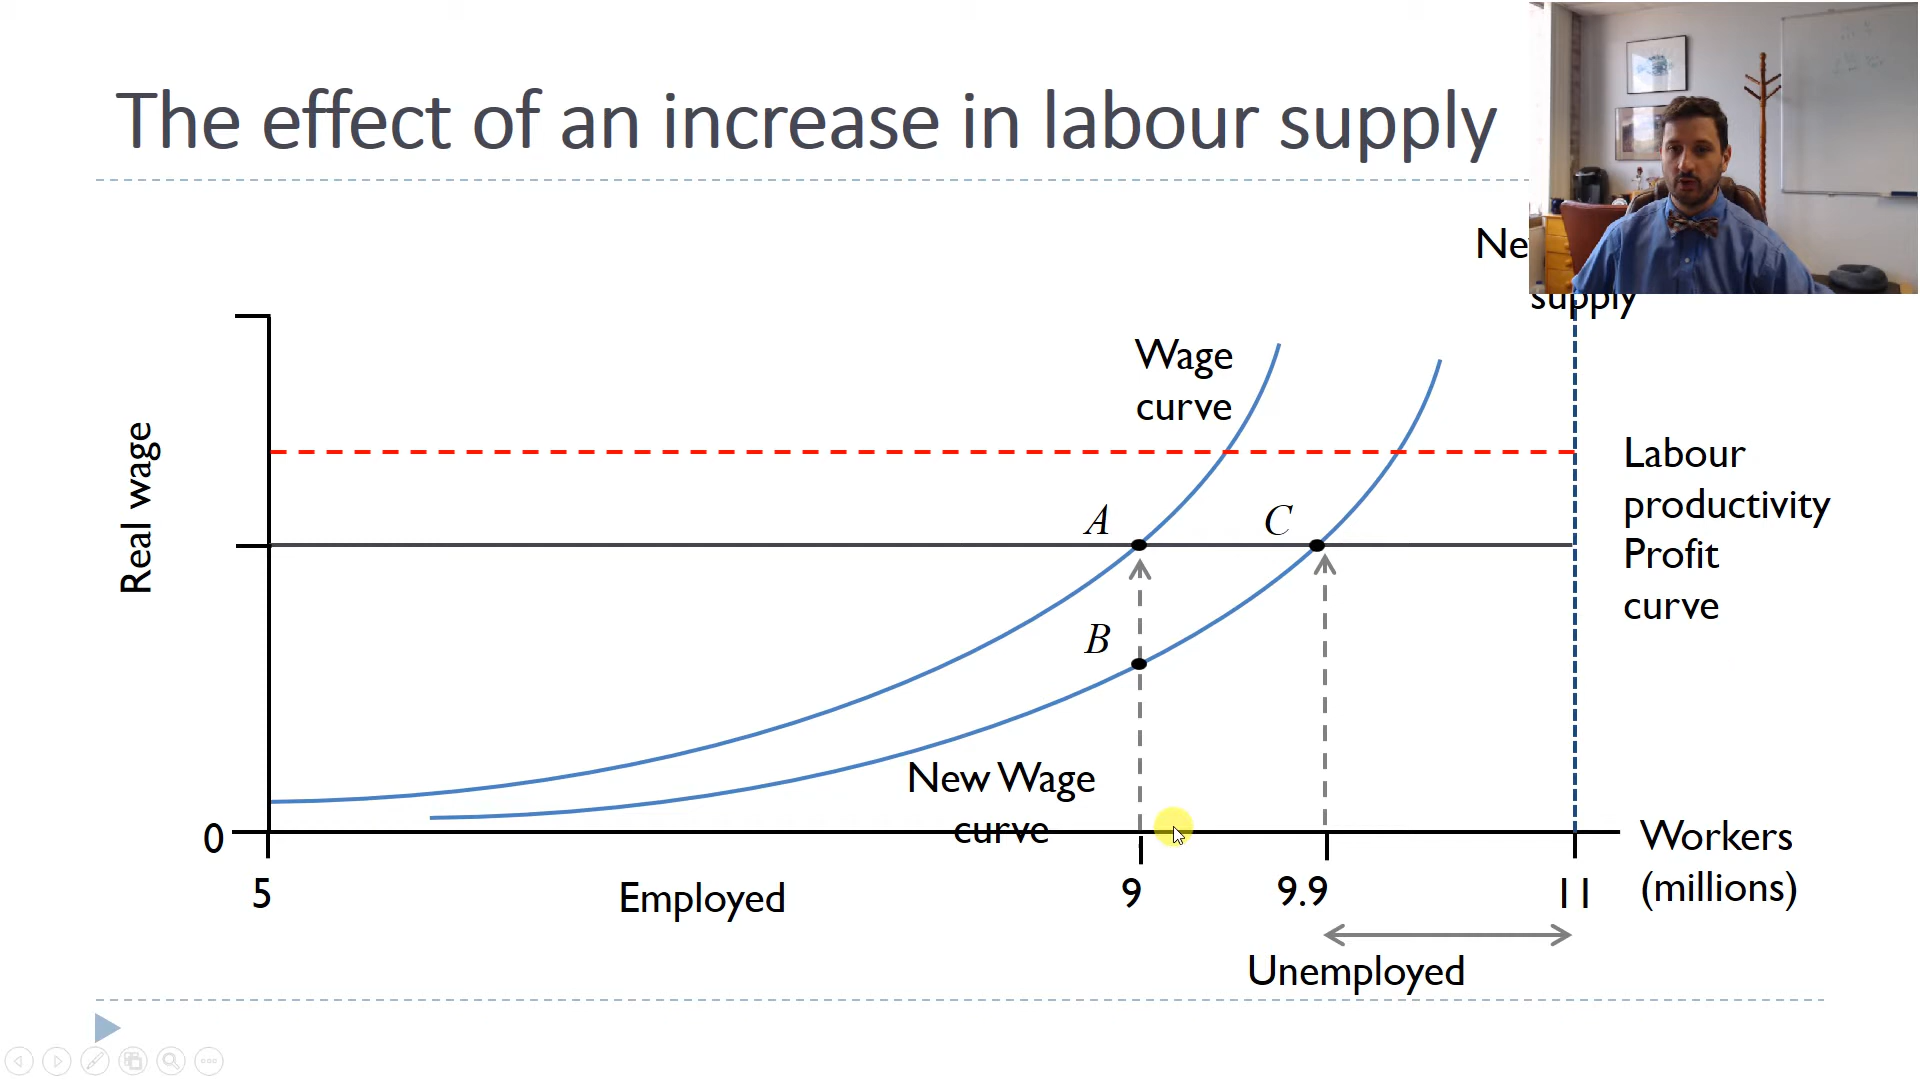 The effect of an increase in labour supply
supply
Wage
curve
Real wage
Labour
productivity
Profit
curve
A
C
B
New Wage
curve
0
Workers
(millions)
5
Employed
9
9.9
11
Unemployed